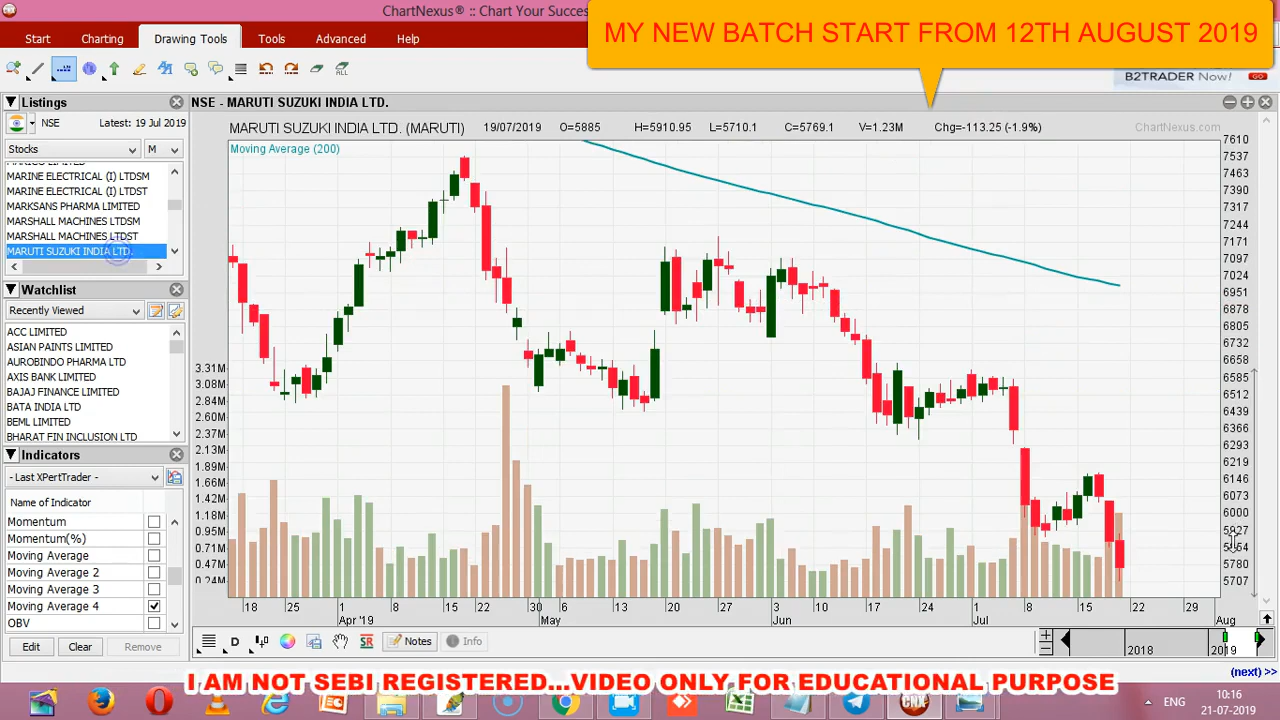 ChartNexus® :: Chart Your Success
MY NEW BATCH START FROM 12TH AUGUST 2019
Start
Charting
Drawing Tools
Tools
Advanced
Help
ALL
B2TRADER Now!
GO
Listings
NSE - MARUTI SUZUKI INDIA LTD.
NSE
Latest: 19 Jul 2019
MARUTI SUZUKI INDIA LTD. (MARUTI) 19/07/2019 O=5885 H=5910.95 L=5710.1 C=5769.1 V=1.23M Chg=-113.25 (-1.9%)
ChartNexus.com
Stocks
M
Moving Average (200)
MARICO LIMITED
MARINE ELECTRICAL (I) LTDSM
MARINE ELECTRICAL (I) LTDST
MARKSANS PHARMA LIMITED
MARSHALL MACHINES LTDSM
MARSHALL MACHINES LTDST
MARUTI SUZUKI INDIA LTD.
Watchlist
Recently Viewed
ACC LIMITED
ASIAN PAINTS LIMITED
AUROBINDO PHARMA LTD
AXIS BANK LIMITED
BAJAJ FINANCE LIMITED
BATA INDIA LTD
BEML LIMITED
BHARAT FIN INCLUSION LTD
Indicators
- Last XPertTrader -
Name of Indicator
Momentum
Momentum(%)
Moving Average
Moving Average 2
Moving Average 3
Moving Average 4
OBV
Edit
Clear
Remove
3.31M
3.08M
2.84M
2.60M
2.37M
2.13M
1.89M
1.66M
1.42M
1.18M
0.95M
0.71M
0.47M
0.24M
7610
7537
7463
7390
7317
7244
7171
7097
7024
6951
6878
6805
6732
6658
6585
6512
6439
6366
6293
6219
6146
6073
6000
5927
5780
5707
18 25 1 8 15 22 30 6 13 20 27 3 10 17 24 1 8 15 22 29
Apr '19 May Jun Jul Aug
D
SR
Notes
Info
2018
2019
(next) >>
I AM NOT SEBI REGISTERED...VIDEO ONLY FOR EDUCATIONAL PURPOSE
CNX
ENG
10:16
21-07-2019